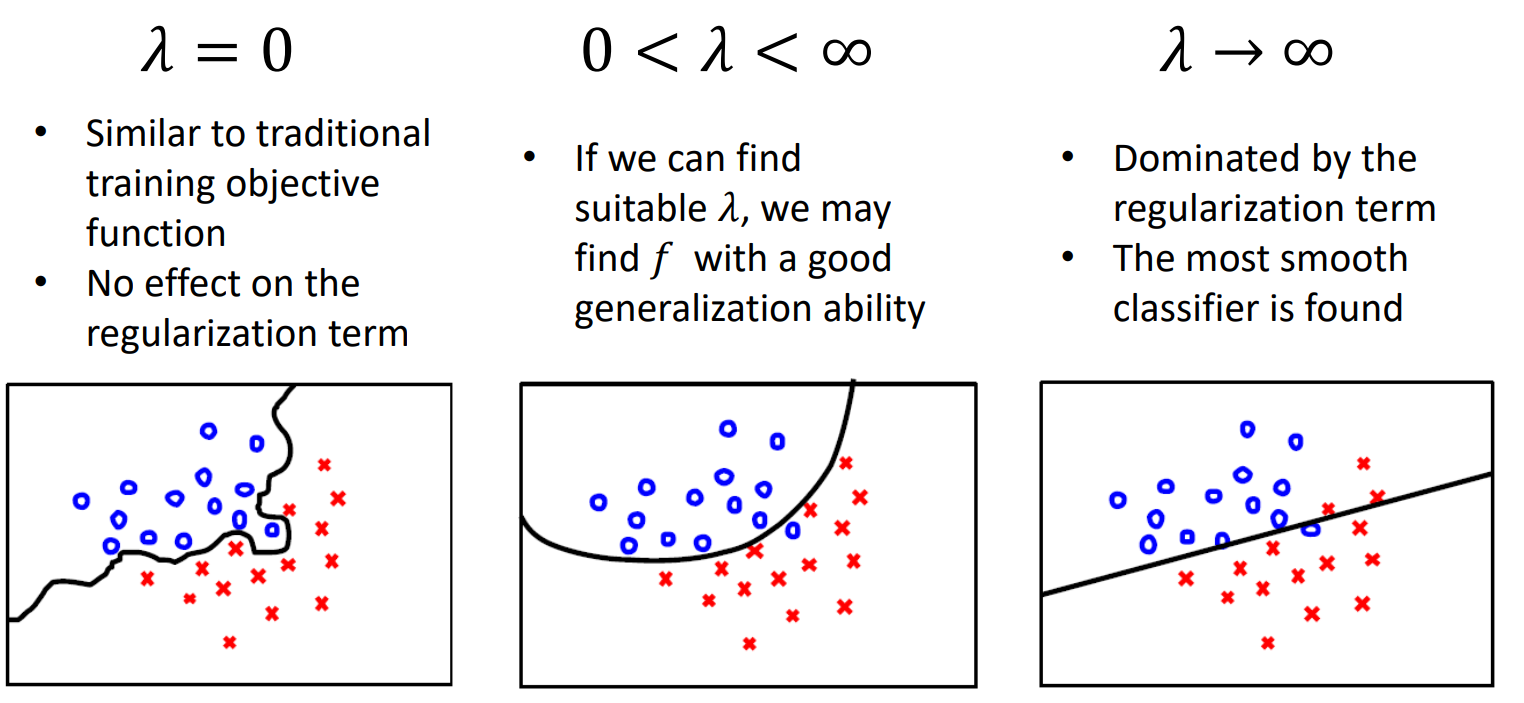 λ = 0
• Similar to traditional
training objective
function
• No effect on the
regularization term
0 < λ < ∞
• If we can find
suitable λ, we may
find f with a good
generalization ability
λ → ∞
• Dominated by the
regularization term
• The most smooth
classifier is found